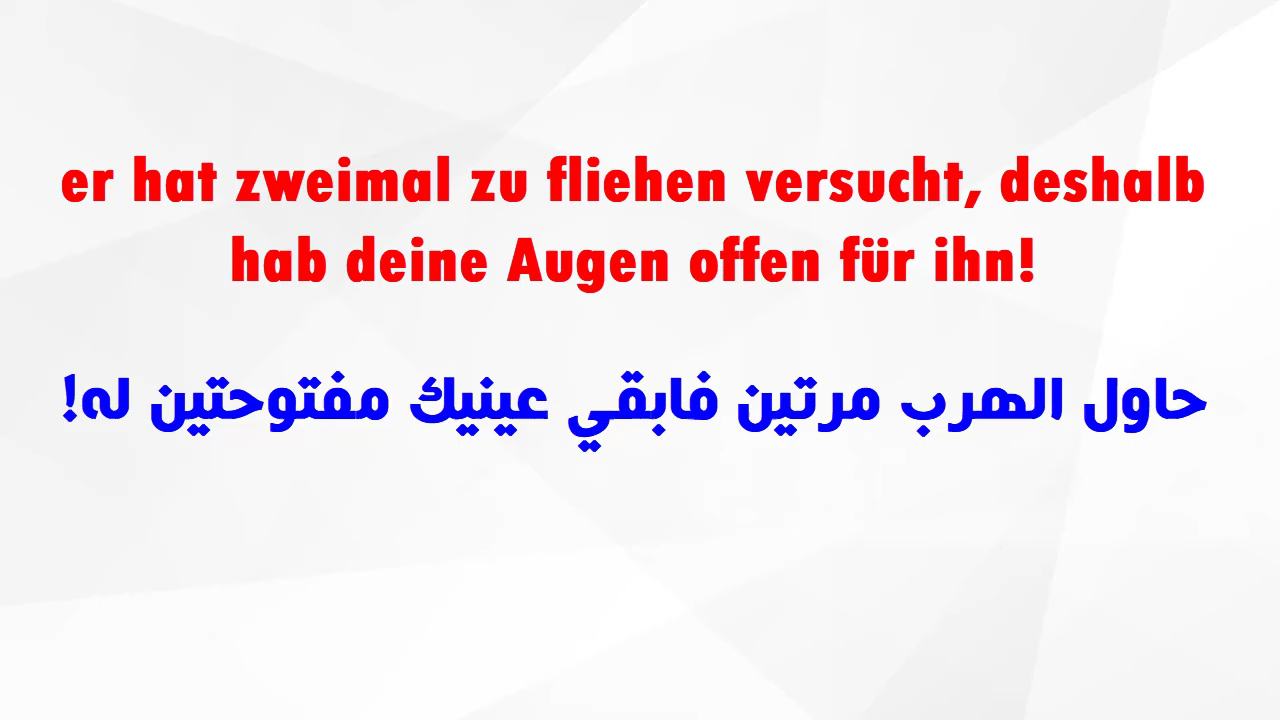 er hat zweimal zu fliehen versucht, deshalb
hab deine Augen offen für ihn!
حاول الهرب مرتين فابقي عينيك مفتوحتين له!